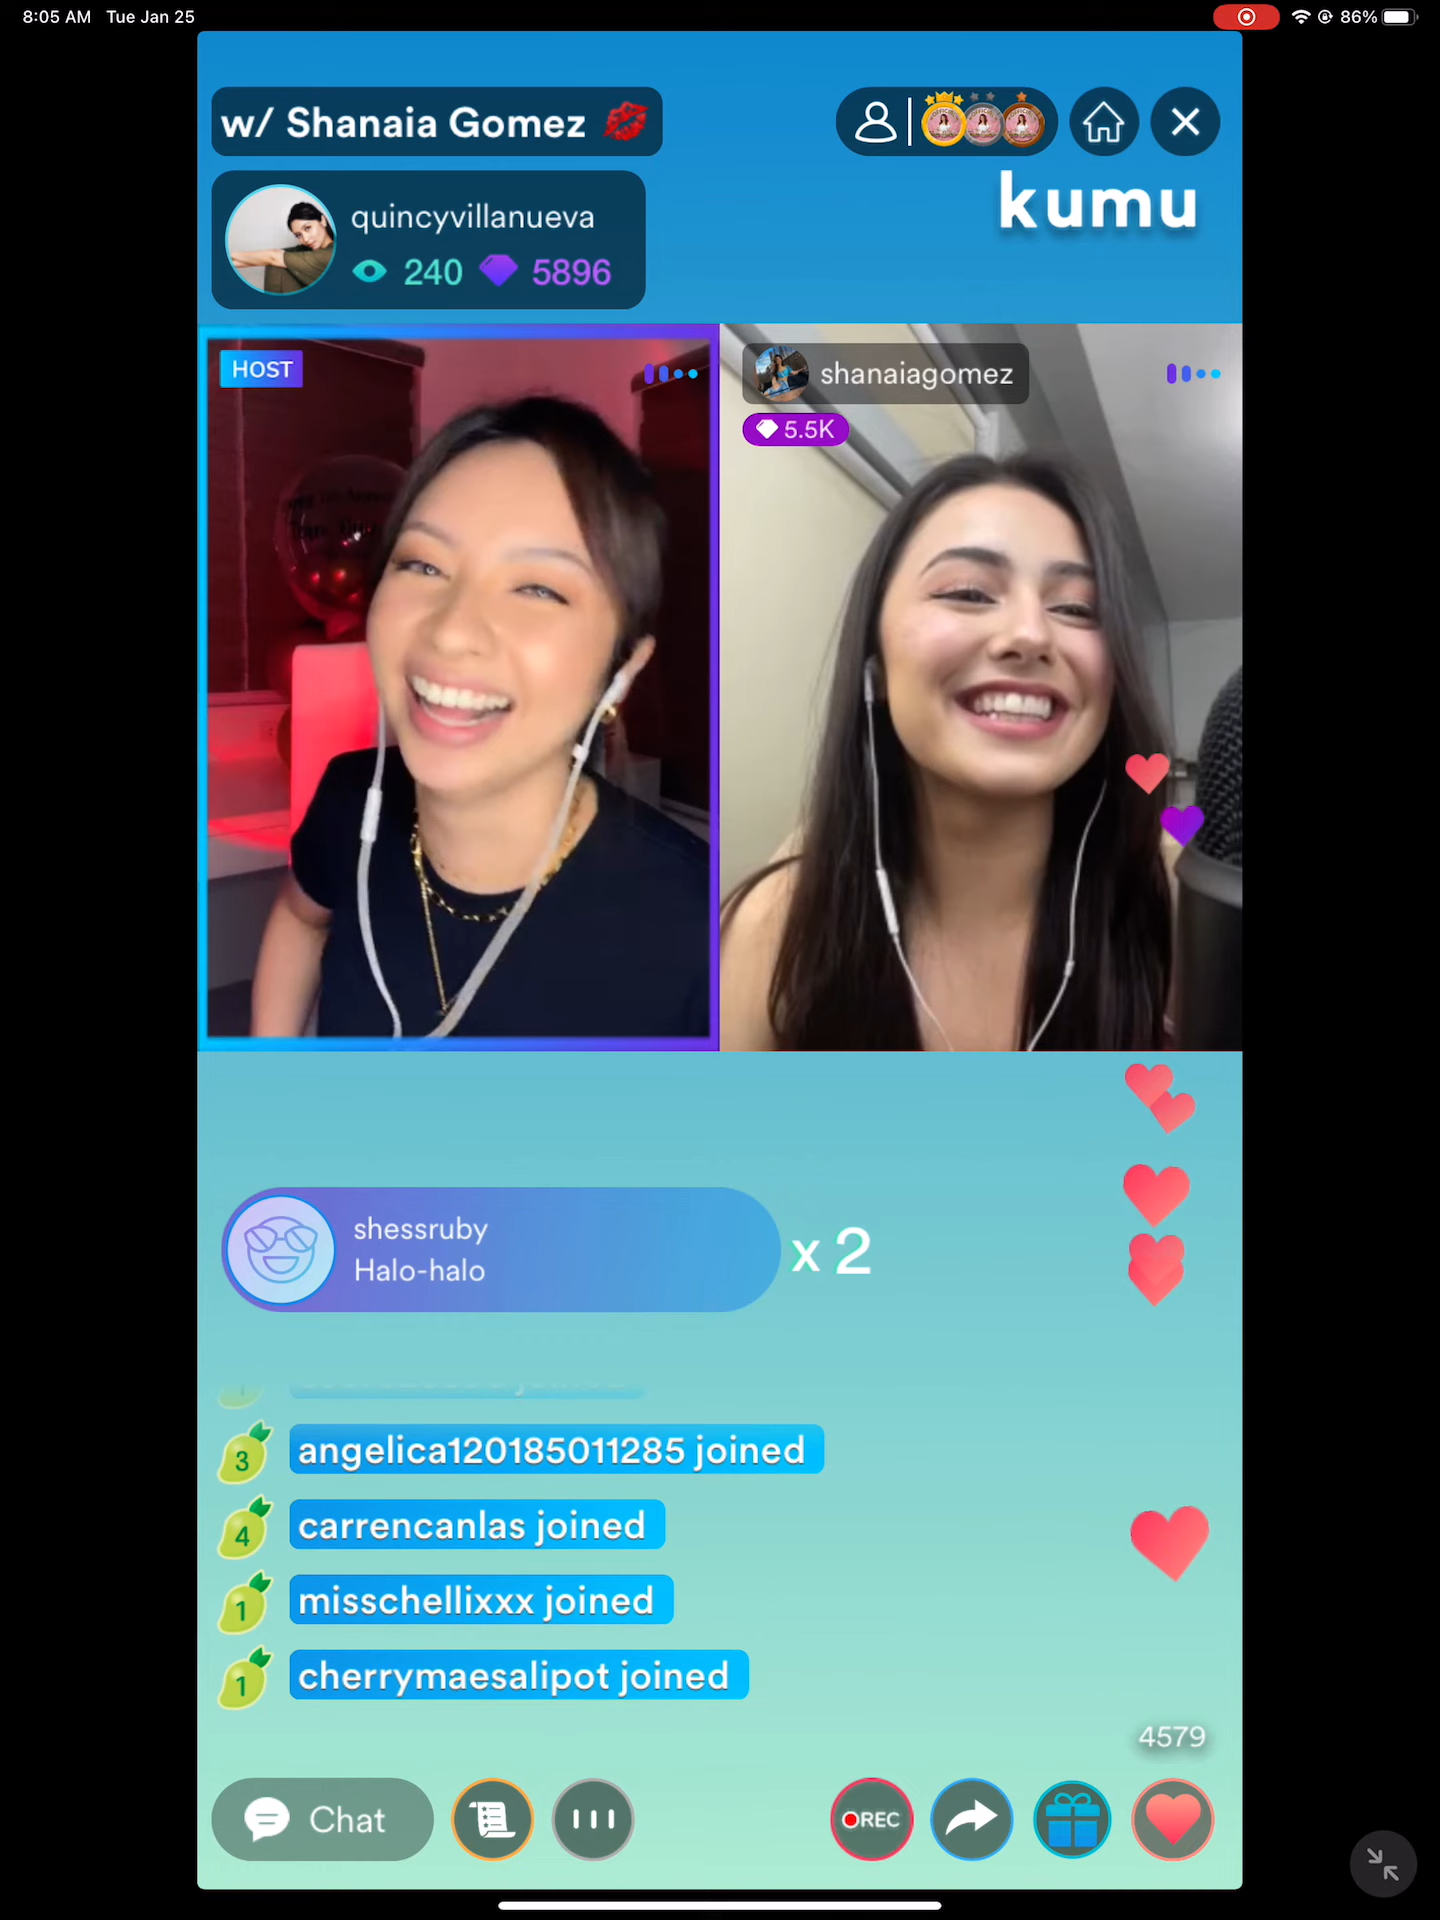 8:05 AM Tue Jan 25
86%
w/ Shanaia Gomez
kumu
quincyvillanueva
240 5896
HOST
shanaiagomez
5.5K
shessruby
Halo-halo
x 2
3 angelica120185011285 joined
4 carrencanlas joined
1 misschellixxx joined
1 cherrymaesalipot joined
4579
Chat
REC